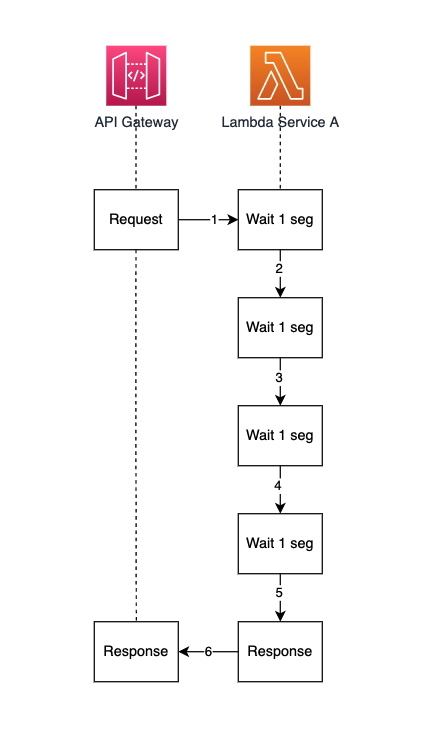 </>
API Gateway
Lambda Service A
Request
1
Wait 1 seg
2
Wait 1 seg
3
Wait 1 seg
4
Wait 1 seg
5
Response
6
Response